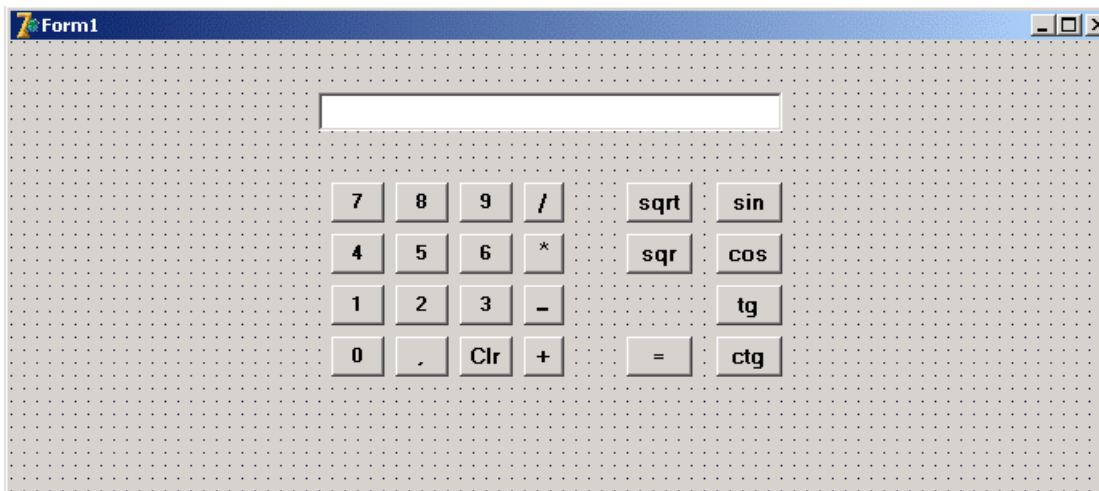 Form1
7 8 9 / sqrt sin
4 5 6 * sqr cos
1 2 3 - tg
0 , Clr + = ctg